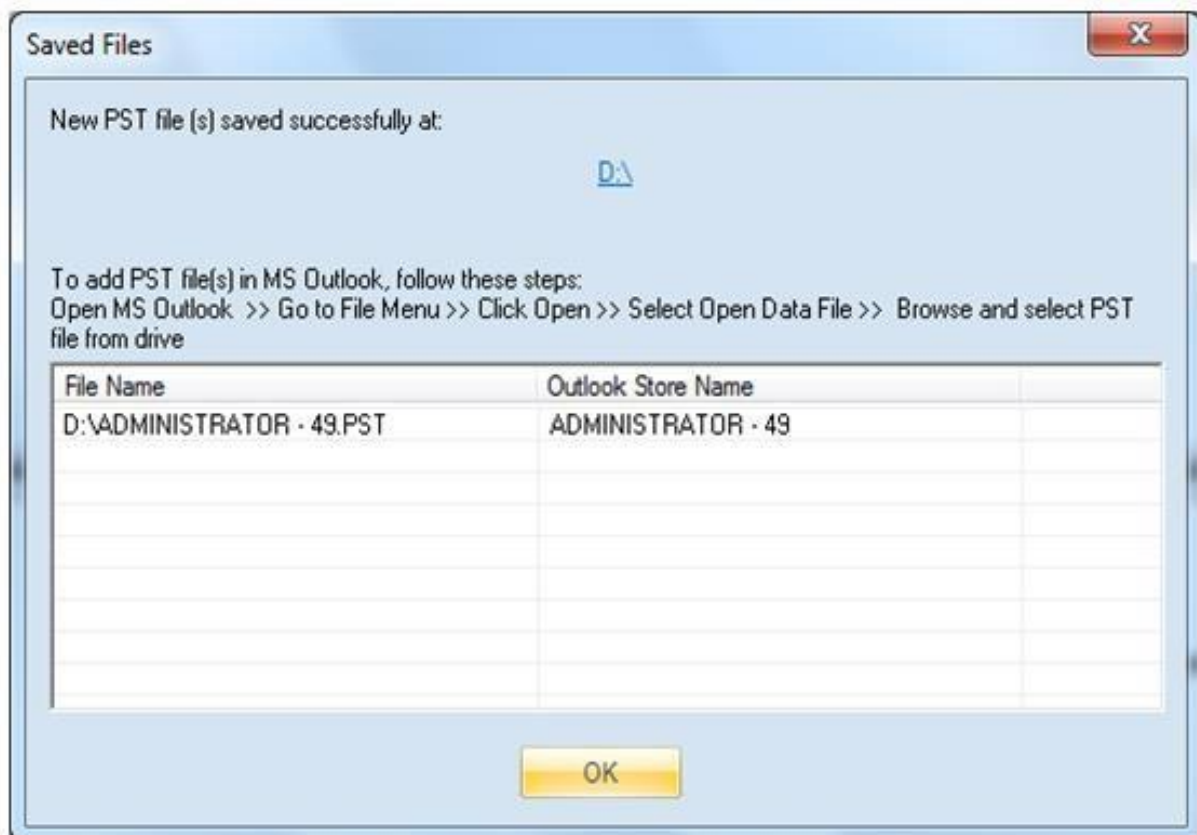 Saved Files
New PST file (s) saved successfully at:
D:\
To add PST file(s) in MS Outlook, follow these steps:
Open MS Outlook >> Go to File Menu >> Click Open >> Select Open Data File >> Browse and select PST
file from drive
File Name Outlook Store Name
D:\ADMINISTRATOR - 49.PST ADMINISTRATOR - 49
OK